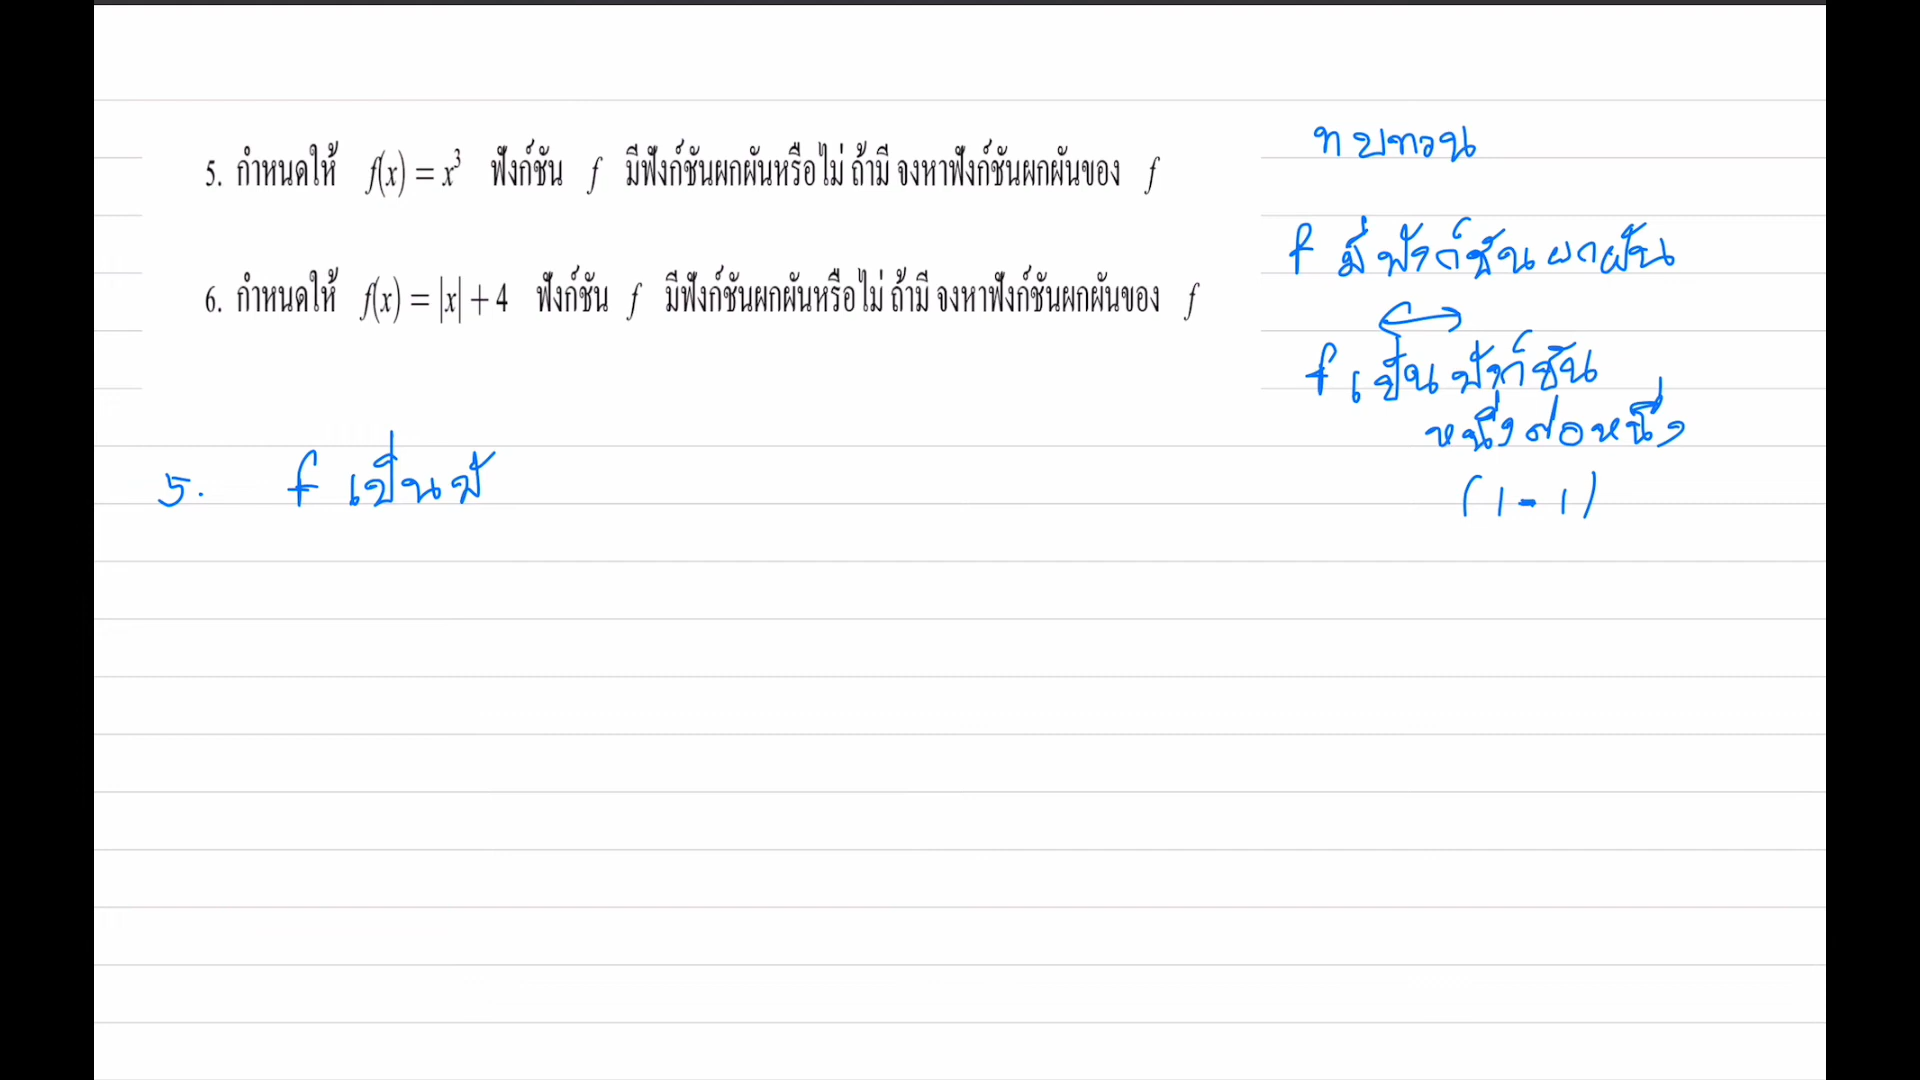 5. กำหนดให้ f(x) = x³ ฟังก์ชัน f มีฟังก์ชันผกผันหรือไม่ ถ้ามี จงหาฟังก์ชันผกผันของ f
6. กำหนดให้ f(x) = |x| + 4 ฟังก์ชัน f มีฟังก์ชันผกผันหรือไม่ ถ้ามี จงหาฟังก์ชันผกผันของ f
ทบทวน
f มีฟังก์ชันผกผัน
↔
f เป็นฟังก์ชัน
หนึ่งต่อหนึ่ง
(1-1)
5. f เป็นฟั